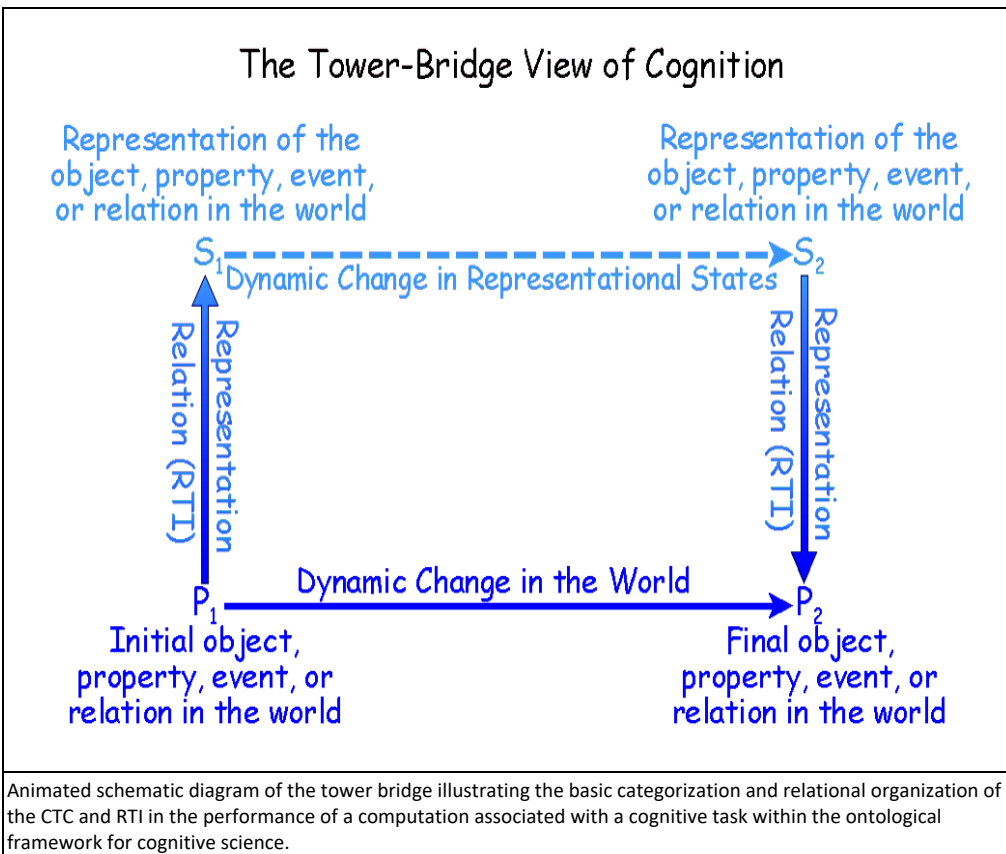 The Tower-Bridge View of Cognition
Representation of the
object, property, event,
or relation in the world
Representation of the
object, property, event,
or relation in the world
S₁
S₂
Dynamic Change in Representational States
Representation
Relation (RTI)
Representation
Relation (RTI)
Dynamic Change in the World
P₁
P₂
Initial object,
property, event, or
relation in the world
Final object,
property, event, or
relation in the world
Animated schematic diagram of the tower bridge illustrating the basic categorization and relational organization of
the CTC and RTI in the performance of a computation associated with a cognitive task within the ontological
framework for cognitive science.